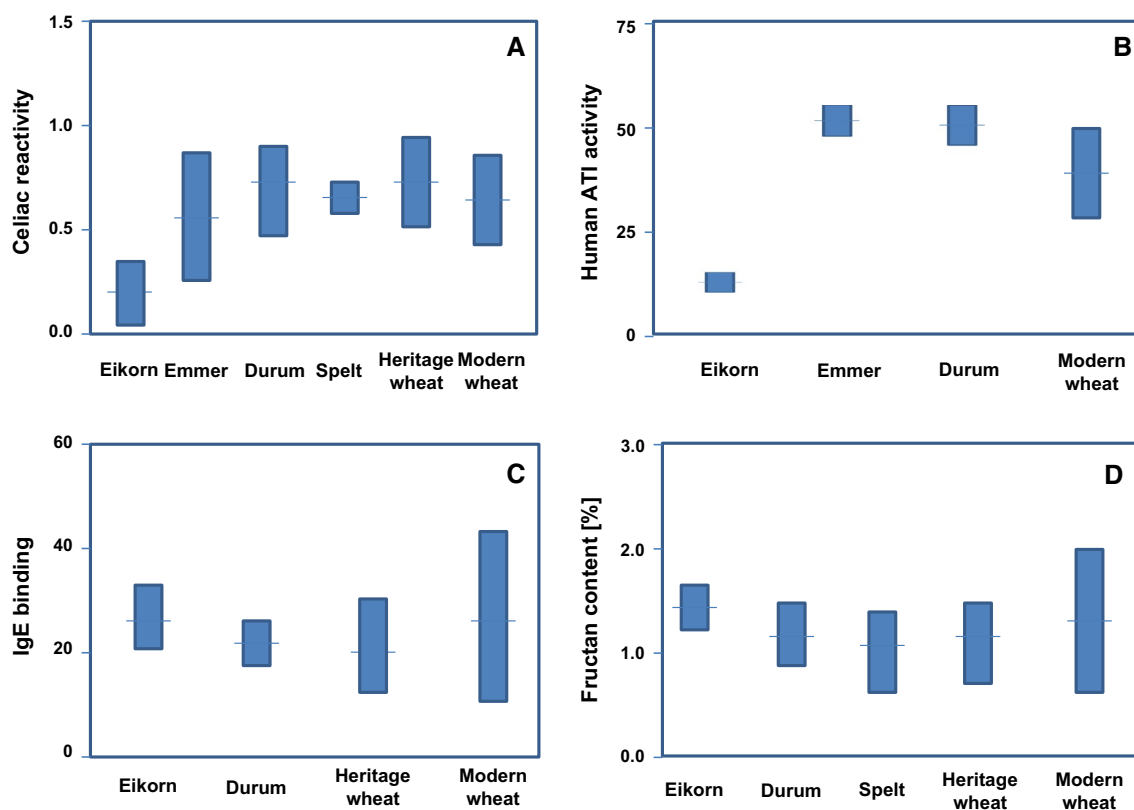 A
Celiac reactivity
1.5
1.0
0.5
0.0
Eikorn Emmer Durum Spelt Heritage wheat Modern wheat
B
Human ATI activity
75
50
25
0
Eikorn Emmer Durum Modern wheat
C
IgE binding
60
40
20
0
Eikorn Durum Heritage wheat Modern wheat
D
Fructan content [%]
3.0
2.0
1.0
0.0
Eikorn Durum Spelt Heritage wheat Modern wheat